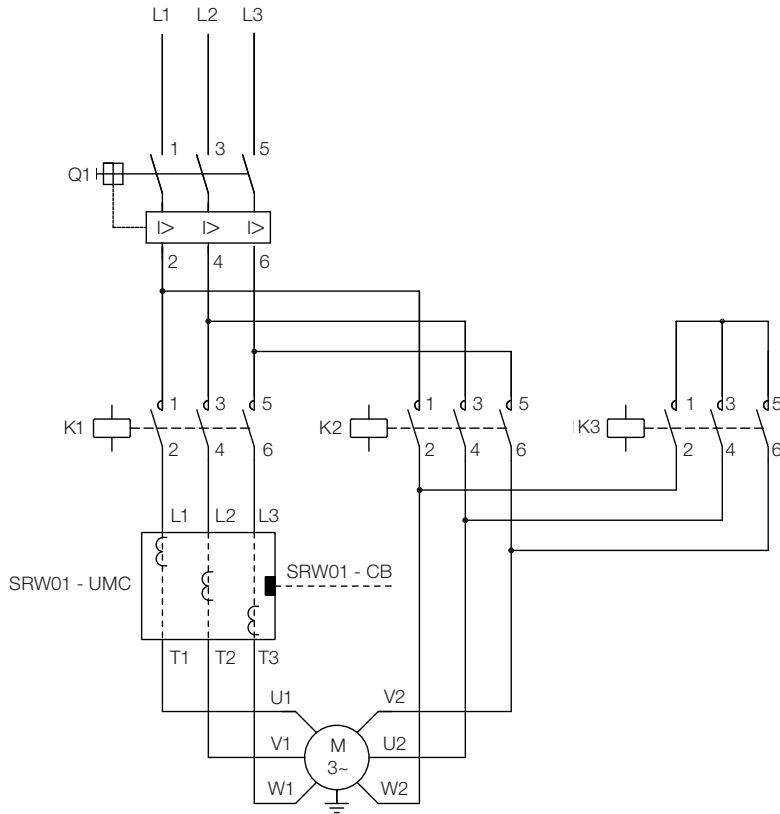 L1 L2 L3
1 3 5
Q1
I> I> I>
2 4 6
1 3 5 1 3 5 1 3 5
K1 K2 K3
2 4 6 2 4 6 2 4 6
L1 L2 L3
SRW01 - UMC SRW01 - CB
T1 T2 T3
U1 V2
V1 M U2
3~
W1 W2